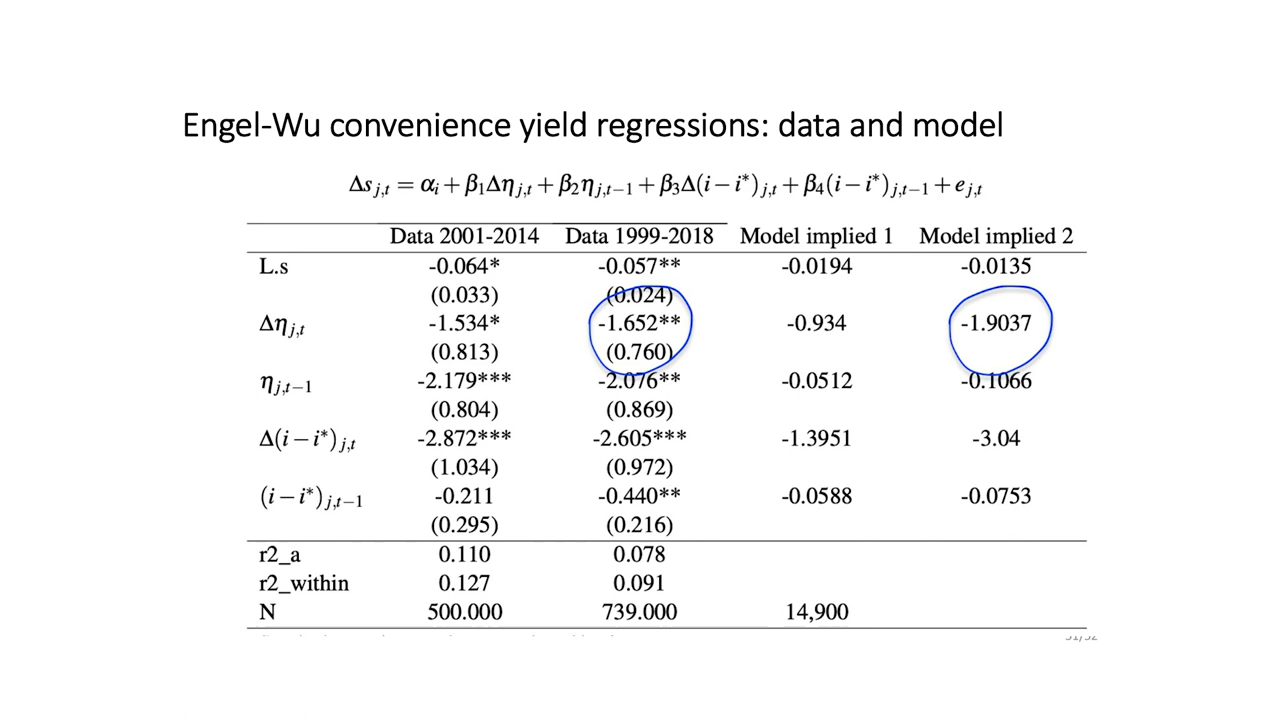 Engel-Wu convenience yield regressions: data and model
Δs_{j,t} = α_i + β_1Δη_{j,t} + β_2η_{j,t−1} + β_3Δ(i − i*)_{j,t} + β_4(i − i*)_{j,t−1} + e_{j,t}
Data 2001-2014 Data 1999-2018 Model implied 1 Model implied 2
L.s -0.064* -0.057** -0.0194 -0.0135
(0.033) (0.024)
Δη_{j,t} -1.534* -1.652** -0.934 -1.9037
(0.813) (0.760)
η_{j,t−1} -2.179*** -2.076** -0.0512 -0.1066
(0.804) (0.869)
Δ(i − i*)_{j,t} -2.872*** -2.605*** -1.3951 -3.04
(1.034) (0.972)
(i − i*)_{j,t−1} -0.211 -0.440** -0.0588 -0.0753
(0.295) (0.216)
r2_a 0.110 0.078
r2_within 0.127 0.091
N 500.000 739.000 14,900